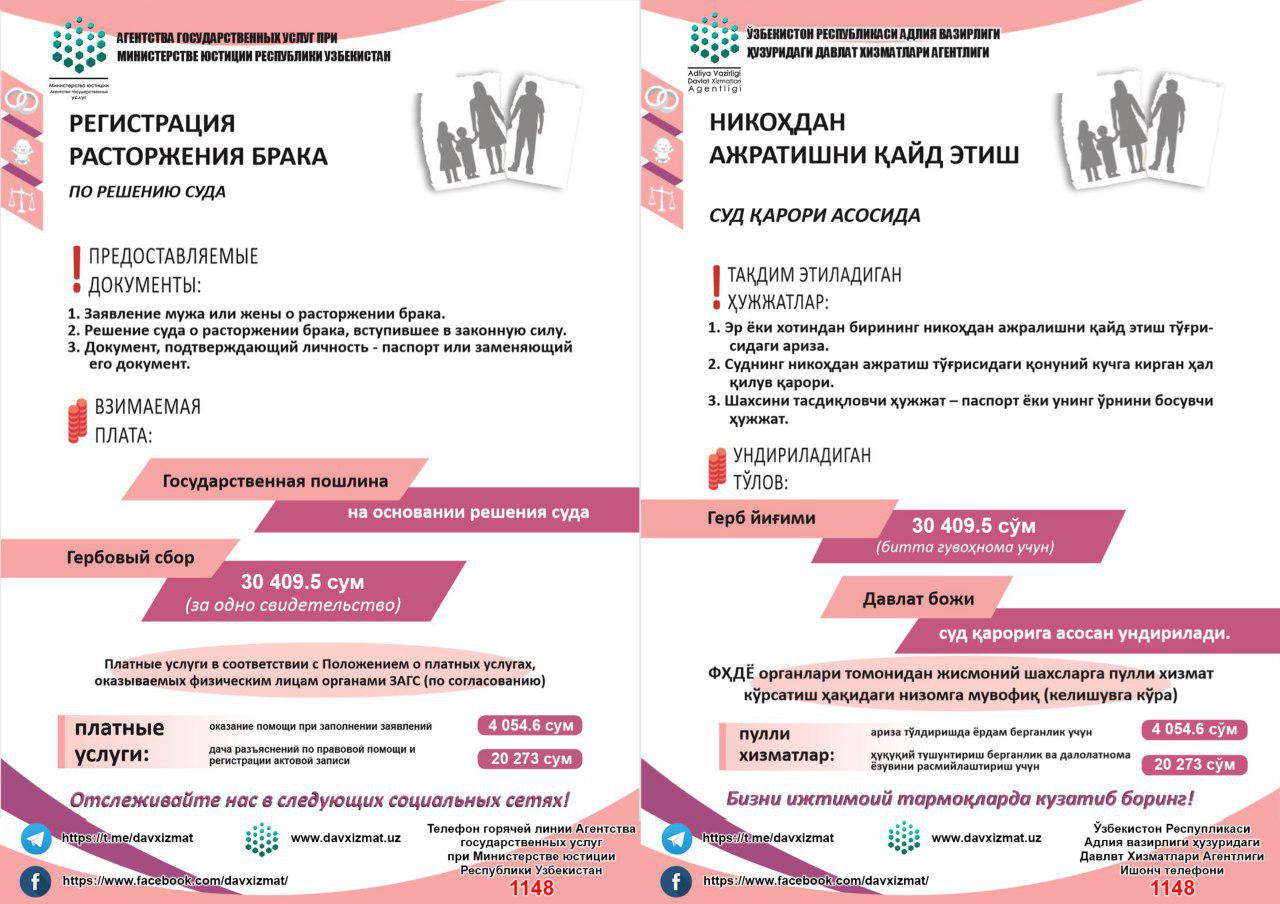 АГЕНТСТВА ГОСУДАРСТВЕННЫХ УСЛУГ ПРИ
МИНИСТЕРСТВЕ ЮСТИЦИИ РЕСПУБЛИКИ УЗБЕКИСТАН
Министерство юстиции
Агентство государственных
услуг
РЕГИСТРАЦИЯ
РАСТОРЖЕНИЯ БРАКА
ПО РЕШЕНИЮ СУДА
ПРЕДОСТАВЛЯЕМЫЕ
ДОКУМЕНТЫ:
1. Заявление мужа или жены о расторжении брака.
2. Решение суда о расторжении брака, вступившее в законную силу.
3. Документ, подтверждающий личность - паспорт или заменяющий
его документ.
ВЗИМАЕМАЯ
ПЛАТА:
Государственная пошлина
на основании решения суда
Гербовый сбор
30 409.5 сум
(за одно свидетельство)
Платные услуги в соответствии с Положением о платных услугах,
оказываемых физическим лицам органами ЗАГС (по согласованию)
платные
услуги:
оказание помощи при заполнении заявлений
4 054.6 сум
дача разъяснений по правовой помощи и
регистрации актовой записи
20 273 сум
Отслеживайте нас в следующих социальных сетях!
https://t.me/davxizmat
www.davxizmat.uz
https://www.facebook.com/davxizmat/
Телефон горячей линии Агентства
государственных услуг
при Министерстве юстиции
Республики Узбекистан
1148
ЎЗБЕКИСТОН РЕСПУБЛИКАСИ АДЛИЯ ВАЗИРЛИГИ
ҲУЗУРИДАГИ ДАВЛАТ ХИЗМАТЛАРИ АГЕНТЛИГИ
Adliya Vazirligi
Davlat Xizmatlari
Agentligi
НИКОҲДАН
АЖРАТИШНИ ҚАЙД ЭТИШ
СУД ҚАРОРИ АСОСИДА
ТАҚДИМ ЭТИЛАДИГАН
ҲУЖЖАТЛАР:
1. Эр ёки хотиндан бирининг никоҳдан ажралишни қайд этиш тўғри-
сидаги ариза.
2. Суднинг никоҳдан ажратиш тўғрисидаги қонуний кучга кирган ҳал
қилув қарори.
3. Шахсини тасдиқловчи ҳужжат – паспорт ёки унинг ўрнини босувчи
ҳужжат.
УНДИРИЛАДИГАН
ТЎЛОВ:
Герб йиғими
30 409.5 сўм
(битта гувоҳнома учун)
Давлат божи
суд қарорига асосан ундирилади.
ФҲДЁ органлари томонидан жисмоний шахсларга пулли хизмат
кўрсатиш ҳақидаги низомга мувофиқ (келишувга кўра)
пулли
хизматлар:
ариза тўлдиришда ёрдам берганлик учун
4 054.6 сўм
ҳуқуқий тушунтириш берганлик ва далолатнома
ёзувини расмийлаштириш учун
20 273 сўм
Бизни ижтимоий тармоқларда кузатиб боринг!
https://t.me/davxizmat
www.davxizmat.uz
https://www.facebook.com/davxizmat/
Ўзбекистон Респупликаси
Адлия вазирлиги ҳузуридаги
Давлвт Хизматлари Агентлиги
Ишонч телефони
1148